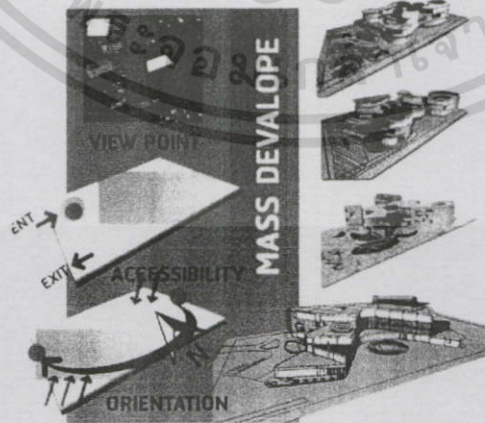 VIEW POINT
MASS DEVALOPE
ENT
EXIT
ACCESSIBILITY
N
ORIENTATION